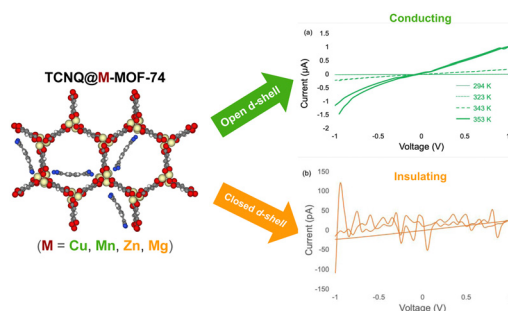 TCNQ@M-MOF-74
(M = Cu, Mn, Zn, Mg)
Open d-shell
Closed d-shell
Conducting
(a)
Current (µA)
1.5
1
0.5
0
-0.5
-1
-1.5
294 K
323 K
343 K
353 K
-1
-0.5
0
0.5
Voltage (V)
Insulating
(b)
Current (pA)
150
100
50
0
-50
-100
-150
-1
-0.5
0
0.5
Voltage (V)